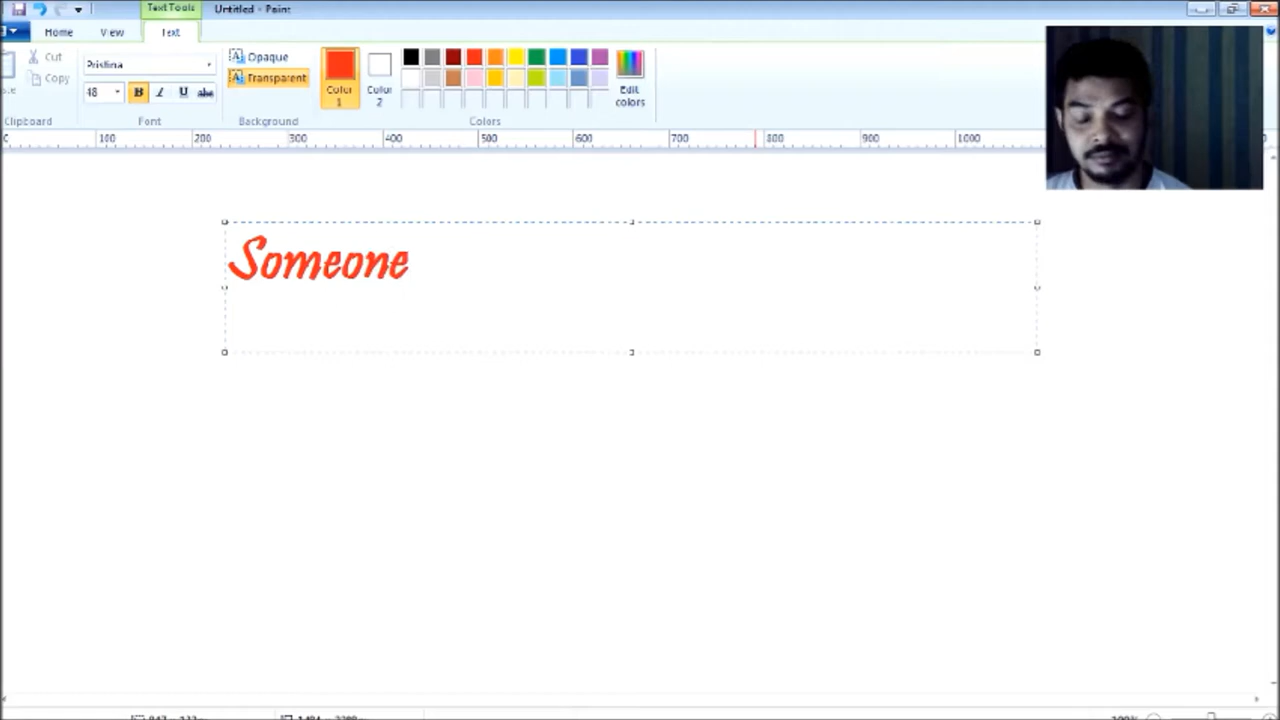 Text Tools Untitled - Paint
Home View Text
Cut
Copy
Clipboard
Pristina
48 B I U abc
Font
Opaque
Transparent
Background
Color 1
Color 2
Edit colors
Colors
100 200 300 400 500 600 700 800 900 1000
Someone